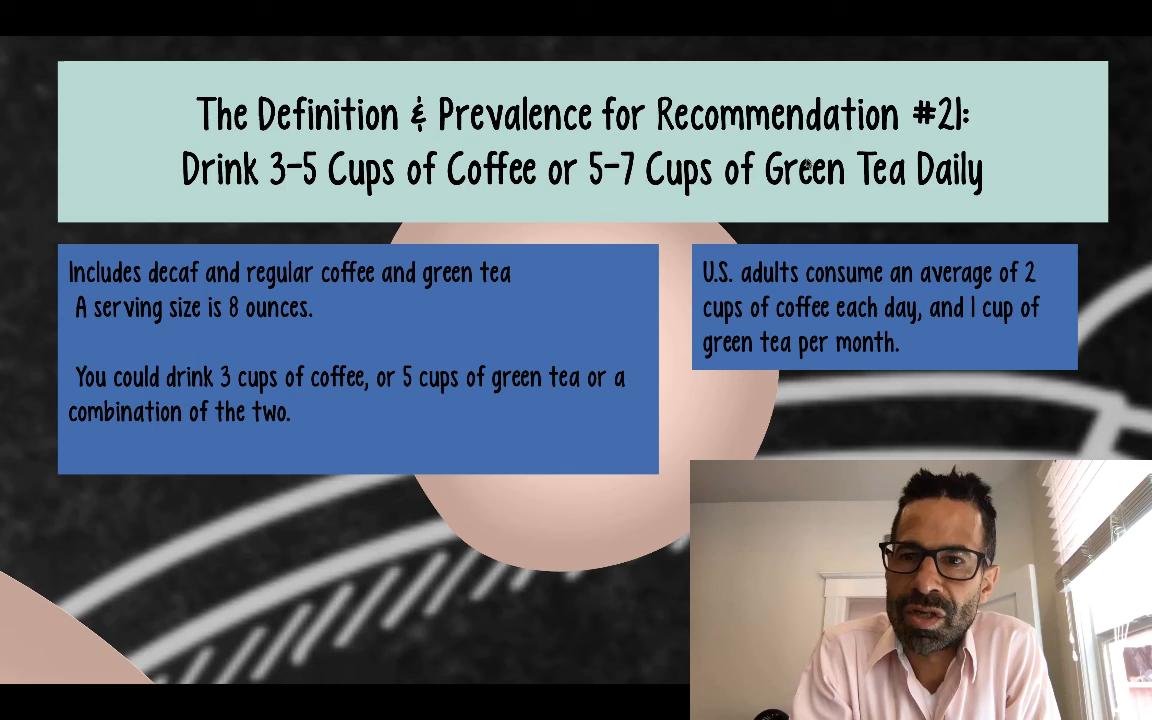 The Definition & Prevalence for Recommendation #21:
Drink 3-5 Cups of Coffee or 5-7 Cups of Green Tea Daily
Includes decaf and regular coffee and green tea
A serving size is 8 ounces.
You could drink 3 cups of coffee, or 5 cups of green tea or a
combination of the two.
U.S. adults consume an average of 2
cups of coffee each day, and 1 cup of
green tea per month.